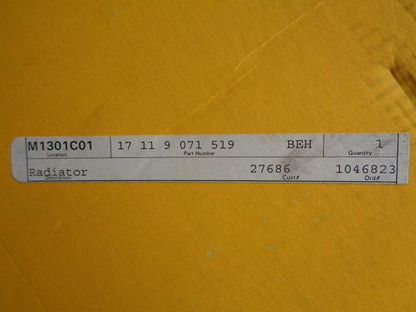 M1301C01 17 11 9 071 519 BEH 1
Location Part Number Quantity
Radiator 27686 1046823
Description Cust# Ord#